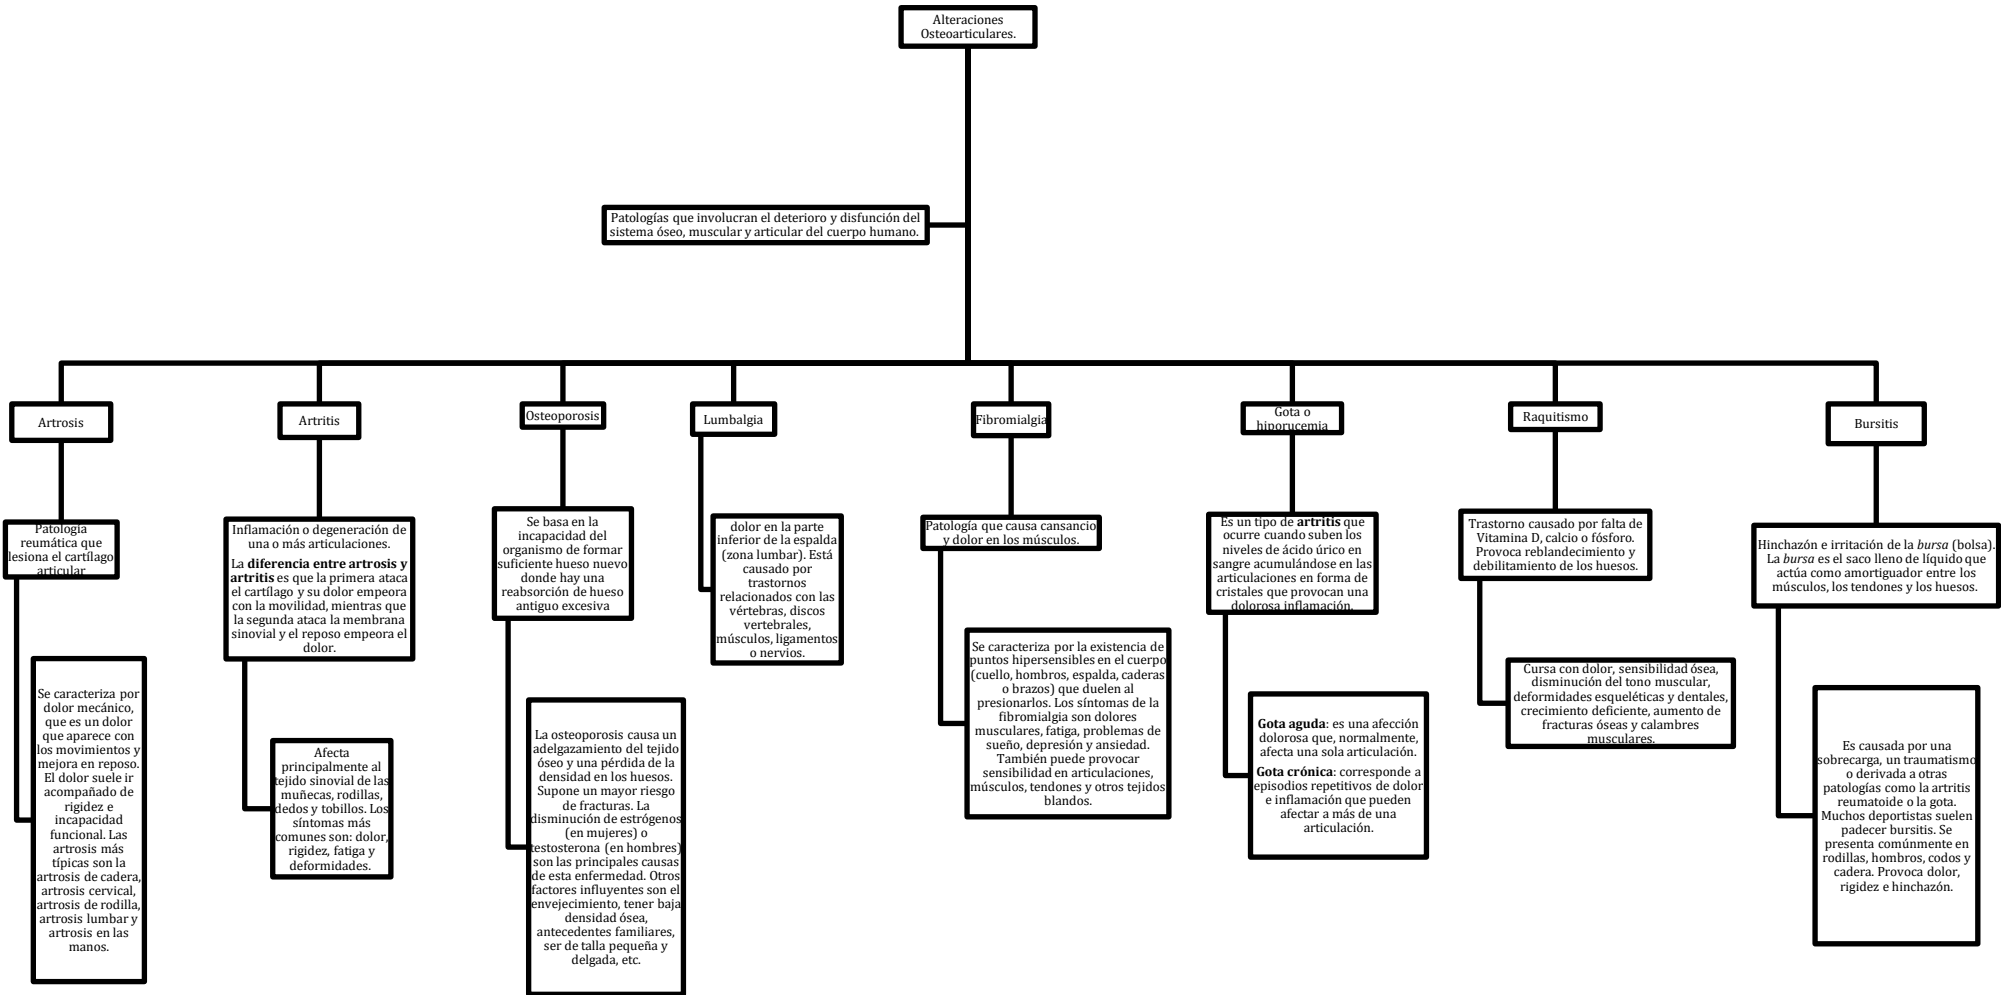 Alteraciones
Osteoarticulares.
Patologías que involucran el deterioro y disfunción del
sistema óseo, muscular y articular del cuerpo humano.
Artrosis
Patología
reumática que
lesiona el cartílago
articular
Se caracteriza por
dolor mecánico,
que es un dolor
que aparece con
los movimientos y
mejora en reposo.
El dolor suele ir
acompañado de
rigidez e
incapacidad
funcional. Las
artrosis más
típicas son la
artrosis de cadera,
artrosis cervical,
artrosis de rodilla,
artrosis lumbar y
artrosis en las
manos.
Artritis
Inflamación o degeneración de
una o más articulaciones.
La diferencia entre artrosis y
artritis es que la primera ataca
el cartílago y su dolor empeora
con la movilidad, mientras que
la segunda ataca la membrana
sinovial y el reposo empeora el
dolor.
Afecta
principalmente al
tejido sinovial de las
muñecas, rodillas,
dedos y tobillos. Los
síntomas más
comunes son: dolor,
rigidez, fatiga y
deformidades.
Osteoporosis
Se basa en la
incapacidad del
organismo de formar
suficiente hueso nuevo
donde hay una
reabsorción de hueso
antiguo excesiva
La osteoporosis causa un
adelgazamiento del tejido
óseo y una pérdida de la
densidad en los huesos.
Supone un mayor riesgo
de fracturas. La
disminución de estrógenos
(en mujeres) o
testosterona (en hombres)
son las principales causas
de esta enfermedad. Otros
factores influyentes son el
envejecimiento, tener baja
densidad ósea,
antecedentes familiares,
ser de talla pequeña y
delgada, etc.
Lumbalgia
dolor en la parte
inferior de la espalda
(zona lumbar). Está
causado por
trastornos
relacionados con las
vértebras, discos
vertebrales,
músculos, ligamentos
o nervios.
Fibromialgia
Patología que causa cansancio
y dolor en los músculos.
Se caracteriza por la existencia de
puntos hipersensibles en el cuerpo
(cuello, hombros, espalda, caderas
o brazos) que duelen al
presionarlos. Los síntomas de la
fibromialgia son dolores
musculares, fatiga, problemas de
sueño, depresión y ansiedad.
También puede provocar
sensibilidad en articulaciones,
músculos, tendones y otros tejidos
blandos.
Gota o
hiporucemia
Es un tipo de artritis que
ocurre cuando suben los
niveles de ácido úrico en
sangre acumulándose en las
articulaciones en forma de
cristales que provocan una
dolorosa inflamación.
Gota aguda: es una afección
dolorosa que, normalmente,
afecta una sola articulación.
Gota crónica: corresponde a
episodios repetitivos de dolor
e inflamación que pueden
afectar a más de una
articulación.
Raquitismo
Trastorno causado por falta de
Vitamina D, calcio o fósforo.
Provoca reblandecimiento y
debilitamiento de los huesos.
Cursa con dolor, sensibilidad ósea,
disminución del tono muscular,
deformidades esqueléticas y dentales,
crecimiento deficiente, aumento de
fracturas óseas y calambres
musculares.
Bursitis
Hinchazón e irritación de la bursa (bolsa).
La bursa es el saco lleno de líquido que
actúa como amortiguador entre los
músculos, los tendones y los huesos.
Es causada por una
sobrecarga, un traumatismo
o derivada a otras
patologías como la artritis
reumatoide o la gota.
Muchos deportistas suelen
padecer bursitis. Se
presenta comúnmente en
rodillas, hombros, codos y
cadera. Provoca dolor,
rigidez e hinchazón.